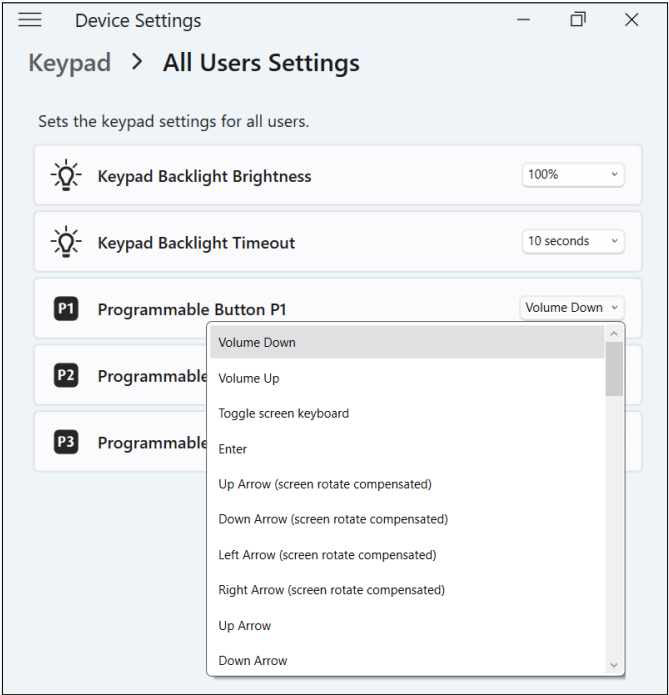 Device Settings
Keypad > All Users Settings
Sets the keypad settings for all users.
Keypad Backlight Brightness 100%
Keypad Backlight Timeout 10 seconds
P1 Programmable Button P1 Volume Down
P2 Programmable
P3 Programmable
Volume Down
Volume Up
Toggle screen keyboard
Enter
Up Arrow (screen rotate compensated)
Down Arrow (screen rotate compensated)
Left Arrow (screen rotate compensated)
Right Arrow (screen rotate compensated)
Up Arrow
Down Arrow